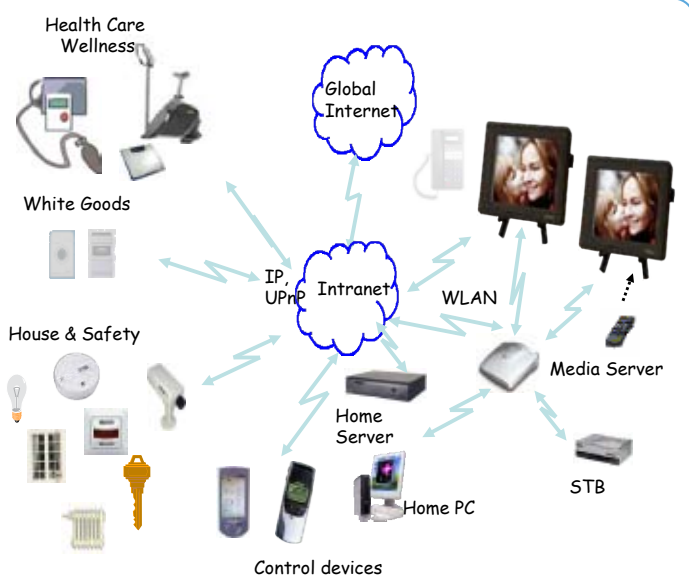 Health Care
Wellness
Global
Internet
White Goods
IP,
UPnP
Intranet
WLAN
House & Safety
Media Server
Home
Server
Home PC
STB
Control devices